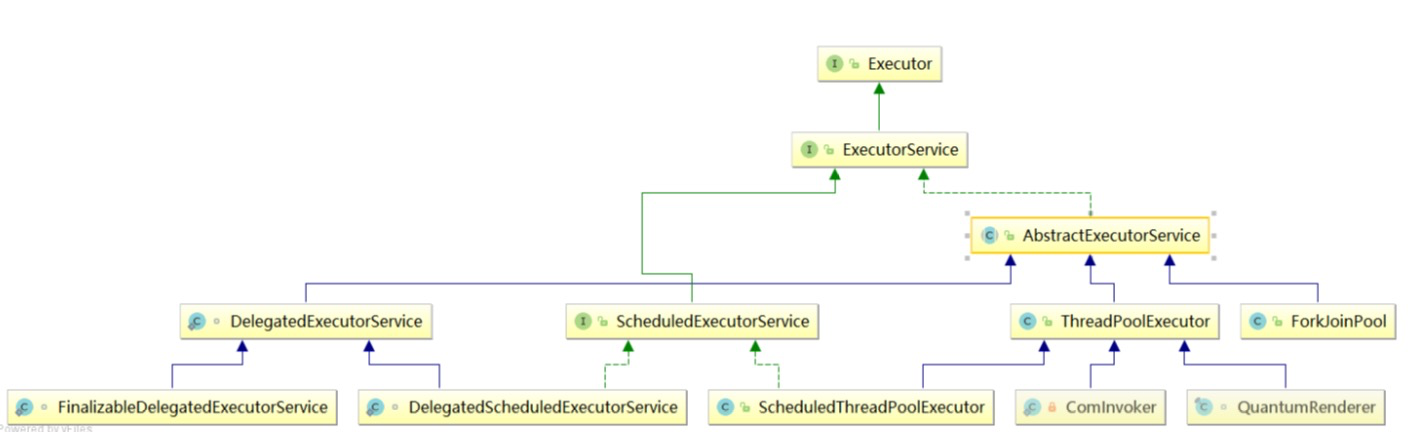 Executor
ExecutorService
AbstractExecutorService
DelegatedExecutorService
ScheduledExecutorService
ThreadPoolExecutor
ForkJoinPool
FinalizableDelegatedExecutorService
DelegatedScheduledExecutorService
ScheduledThreadPoolExecutor
ComInvoker
QuantumRenderer
Powered by yFiles